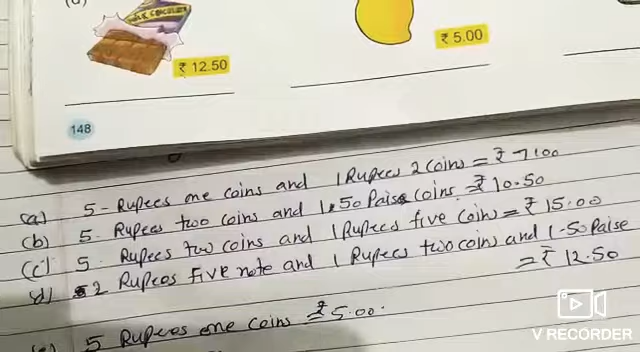 (d)
MILK CHOCOLATE
₹ 12.50
₹ 5.00
148
(a) 5 - Rupees one coins and 1 Rupees 2 coins = ₹ 7.00
(b) 5 - Rupees two coins and 1 50 Paise coins = ₹ 10.50
(c) 5 - Rupees two coins and 1 Rupees five coins = ₹ 15.00
d) 2 Rupees five note and 1 Rupees two coins and 1-50 Paise
= ₹ 12.50
(e) 5 Rupees one coins = ₹ 5.00.
V RECORDER